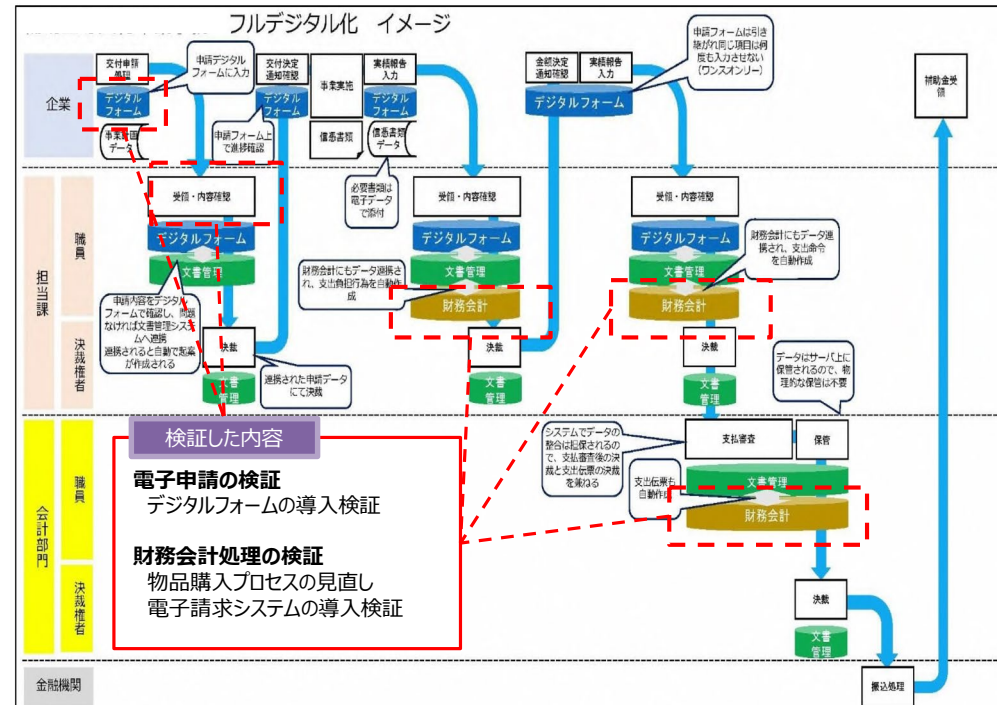 フルデジタル化　イメージ
企業
交付申請
処理
デジタル
フォーム
事業計画
データ
申請デジタル
フォームに入力
交付決定
通知確認
デジタル
フォーム
申請フォーム上
で進捗確認
事業実施
信憑書類
実績報告
入力
デジタル
フォーム
信憑書類
データ
必要書類は
電子データ
で添付
金額決定
通知確認
実績報告
入力
デジタルフォーム
申請フォームは引き
継がれ同じ項目は何
度も入力させない
（ワンスオンリー）
補助金受
領
担当課
職員
受領・内容確認
デジタルフォーム
文書管理
申請内容をデジタル
フォームで確認し、問題
なければ文書管理システ
ムへ連携
連携されると自動で起案
が作成される
受領・内容確認
デジタルフォーム
文書管理
財務会計
財務会計にもデータ連携さ
れ、支出負担行為を自動作
成
受領・内容確認
デジタルフォーム
文書管理
財務会計
財務会計にもデータ連
携され、支出命令
を自動作成
決裁権者
決裁
文書
管理
連携された申請データ
にて決裁
決裁
文書
管理
決裁
文書
管理
データはサーバ上に
保管されるので、物
理的な保管は不要
会計部門
職員
システムでデータの
整合は担保されるの
で、支払審査後の決
裁と支出伝票の決裁
を兼ねる
支払審査
保管
文書管理
財務会計
支出伝票も
自動作成
決裁権者
決裁
文書
管理
金融機関
振込処理
検証した内容
電子申請の検証
デジタルフォームの導入検証
財務会計処理の検証
物品購入プロセスの見直し
電子請求システムの導入検証